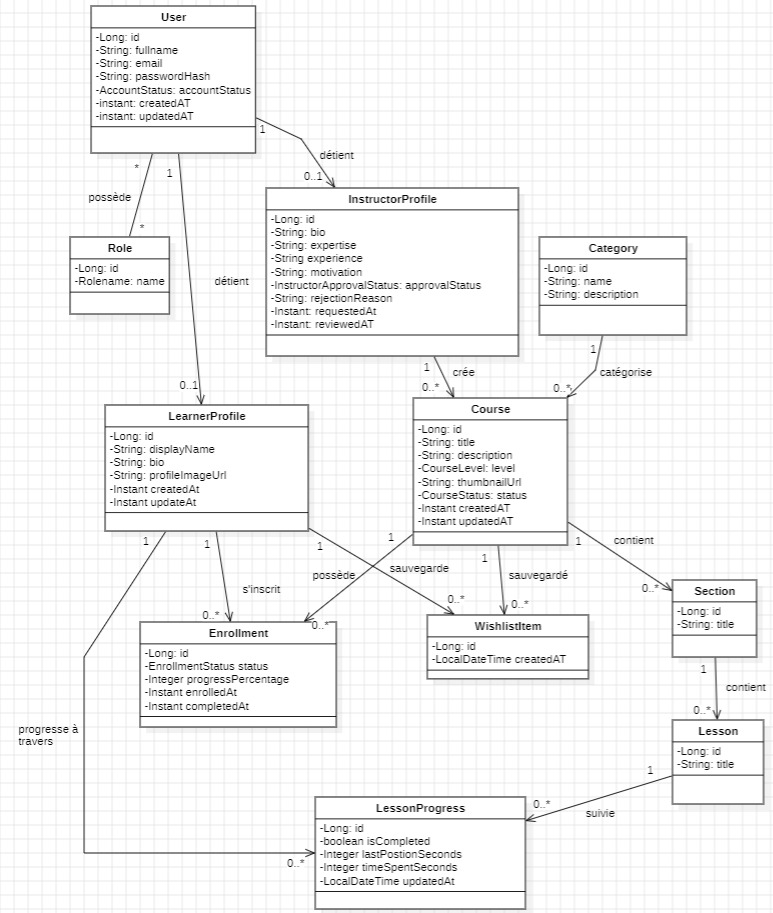 User
-Long: id
-String: fullname
-String: email
-String: passwordHash
-AccountStatus: accountStatus
-instant: createdAT
-instant: updatedAT
1
détient
0..1
*
possède
*
1
détient
0..1
Role
-Long: id
-Rolename: name
InstructorProfile
-Long: id
-String: bio
-String: expertise
-String experience
-String: motivation
-InstructorApprovalStatus: approvalStatus
-String: rejectionReason
-Instant: requestedAt
-Instant: reviewedAT
Category
-Long: id
-String: name
-String: description
1
crée
0..*
1
catégorise
0..*
LearnerProfile
-Long: id
-String: displayName
-String: bio
-String: profileImageUrl
-Instant createdAt
-Instant updateAt
Course
-Long: id
-String: title
-String: description
-CourseLevel: level
-String: thumbnailUrl
-CourseStatus: status
-Instant createdAT
-Instant updatedAT
1
1
s'inscrit
0..*
1
sauvegarde
0..*
1
possède
0..*
1
sauvegardé
0..*
1
contient
0..*
Section
-Long: id
-String: title
Enrollment
-Long: id
-EnrollmentStatus status
-Integer progressPercentage
-Instant enrolledAt
-Instant completedAt
WishlistItem
-Long: id
-LocalDateTime createdAT
1
contient
0..*
Lesson
-Long: id
-String: title
progresse à
travers
0..*
1
suivie
0..*
LessonProgress
-Long: id
-boolean isCompleted
-Integer lastPostionSeconds
-Integer timeSpentSeconds
-LocalDateTime updatedAt